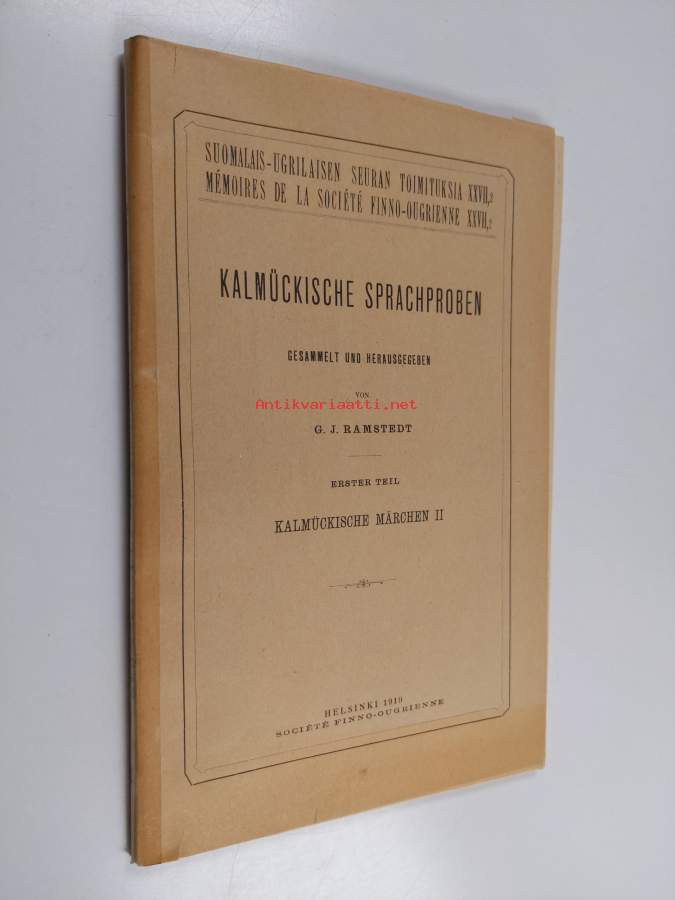 SUOMALAIS-UGRILAISEN SEURAN TOIMITUKSIA XXVII,2
MÉMOIRES DE LA SOCIÉTÉ FINNO-OUGRIENNE XXVII,2
KALMÜCKISCHE SPRACHPROBEN
GESAMMELT UND HERAUSGEGEBEN
VON
Antikvariaatti.net
G. J. RAMSTEDT
ERSTER TEIL
KALMÜCKISCHE MÄRCHEN II
HELSINKI 1919
SOCIÉTÉ FINNO-OUGRIENNE